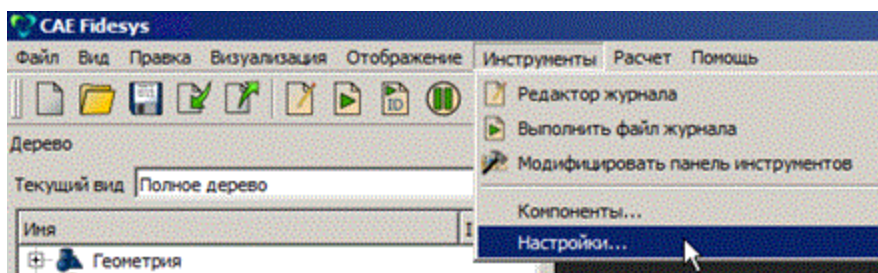 CAE Fidesys
Файл Вид Правка Визуализация Отображение Инструменты Расчет Помощь
ID
Редактор журнала
Выполнить файл журнала
Модифицировать панель инструментов
Компоненты...
Настройки...
Дерево
Текущий вид Полное дерево
Имя I
Геометрия